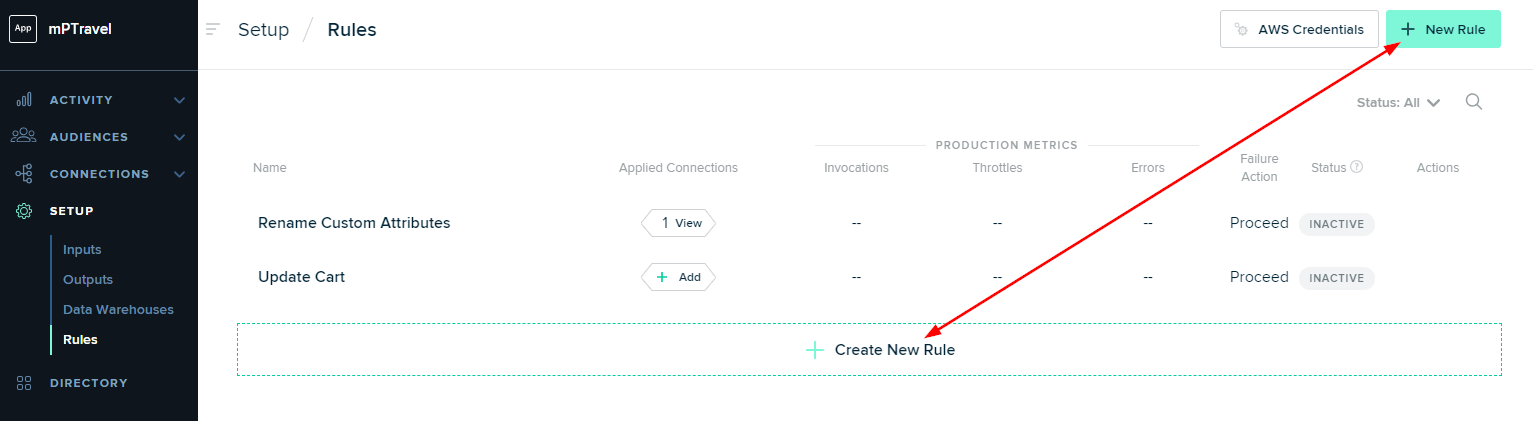 App mPTravel
Setup / Rules
AWS Credentials
+ New Rule
ACTIVITY
AUDIENCES
CONNECTIONS
SETUP
Inputs
Outputs
Data Warehouses
Rules
DIRECTORY
Status: All
PRODUCTION METRICS
Name Applied Connections Invocations Throttles Errors Failure Action Status ? Actions
Rename Custom Attributes 1 View -- -- -- Proceed INACTIVE
Update Cart + Add -- -- -- Proceed INACTIVE
+ Create New Rule